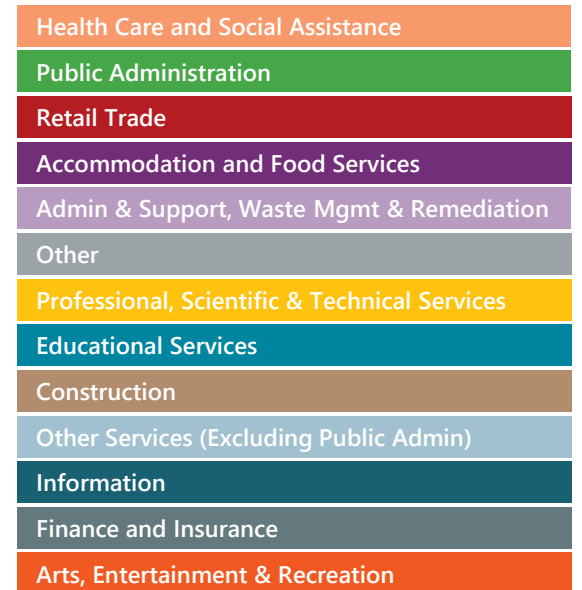 Health Care and Social Assistance
Public Administration
Retail Trade
Accommodation and Food Services
Admin & Support, Waste Mgmt & Remediation
Other
Professional, Scientific & Technical Services
Educational Services
Construction
Other Services (Excluding Public Admin)
Information
Finance and Insurance
Arts, Entertainment & Recreation